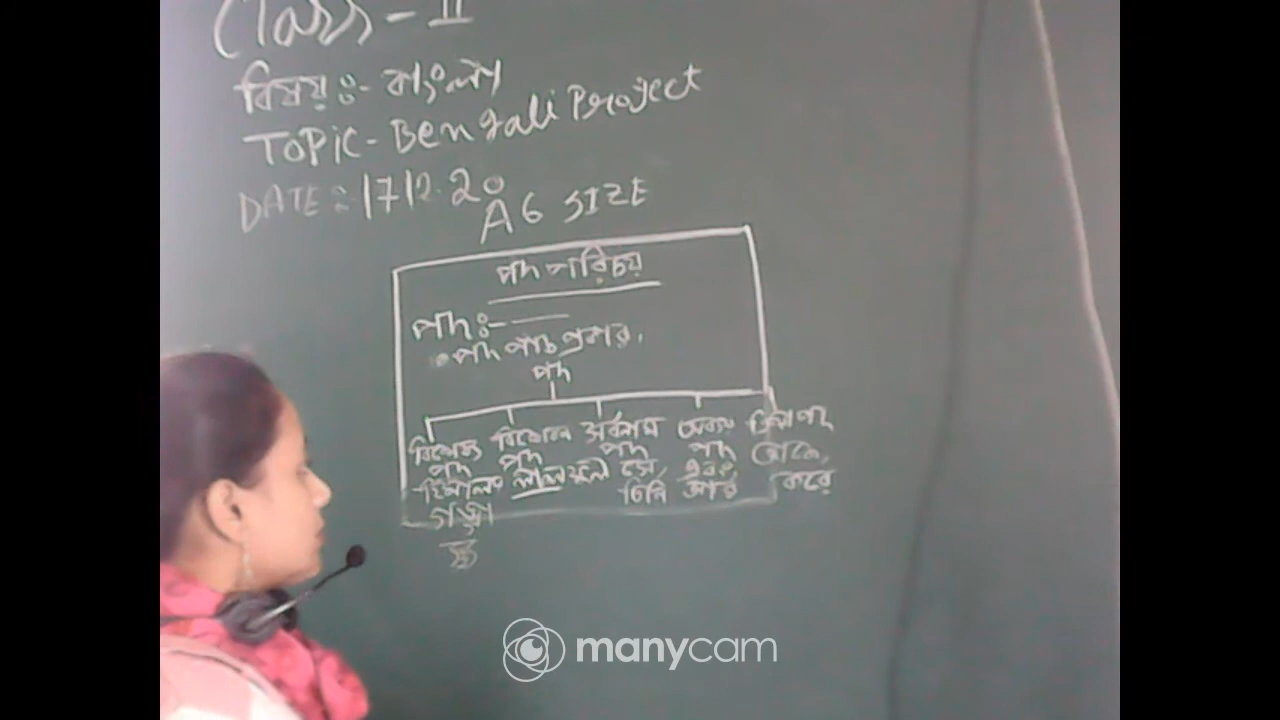 Class - II
বিষয়ঃ- বাংলা
TOPIC - Bengali Project
DATE : 17.12.20
A6 SIZE
পদ পরিচয়
পদঃ-
পদ পাঁচ প্রকার,
পদ
বিশেষ্য বিশেষণ সর্বনাম অব্যয় ক্রিয়াপদ
পদ পদ পদ পদ
হিমালয় লাল ফুল সে, এবং,
তিনি আর করে
গঙ্গা
manycam